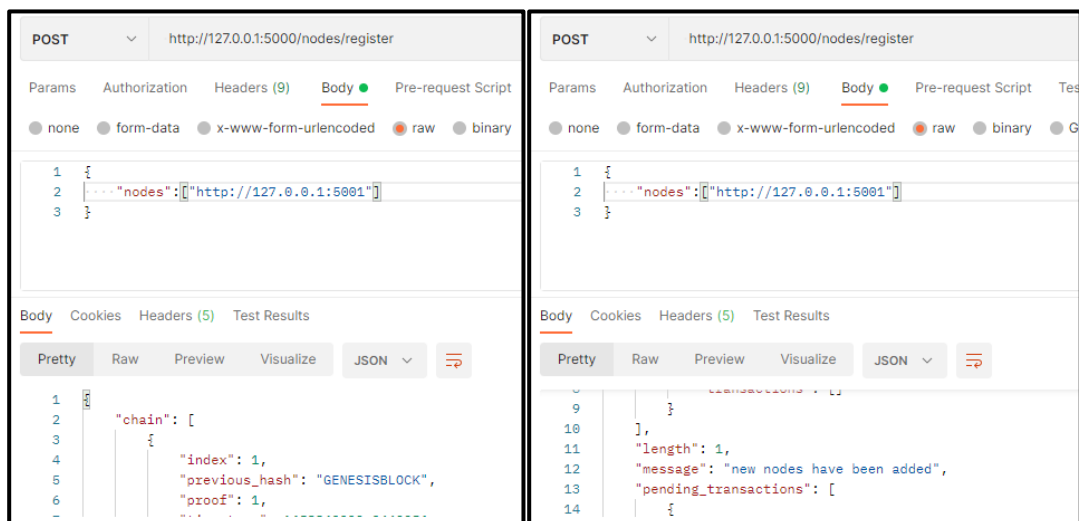 POST http://127.0.0.1:5000/nodes/register
Params Authorization Headers (9) Body Pre-request Script
none form-data x-www-form-urlencoded raw binary
1 {
2 ····"nodes":["http://127.0.0.1:5001"]
3 }
Body Cookies Headers (5) Test Results
Pretty Raw Preview Visualize JSON
1 {
2 "chain": [
3 {
4 "index": 1,
5 "previous_hash": "GENESISBLOCK",
6 "proof": 1,
POST http://127.0.0.1:5000/nodes/register
Params Authorization Headers (9) Body Pre-request Script Tes
none form-data x-www-form-urlencoded raw binary G
1 {
2 ····"nodes":["http://127.0.0.1:5001"]
3 }
Body Cookies Headers (5) Test Results
Pretty Raw Preview Visualize JSON
transactions": []
9 }
10 ],
11 "length": 1,
12 "message": "new nodes have been added",
13 "pending_transactions": [
14 {